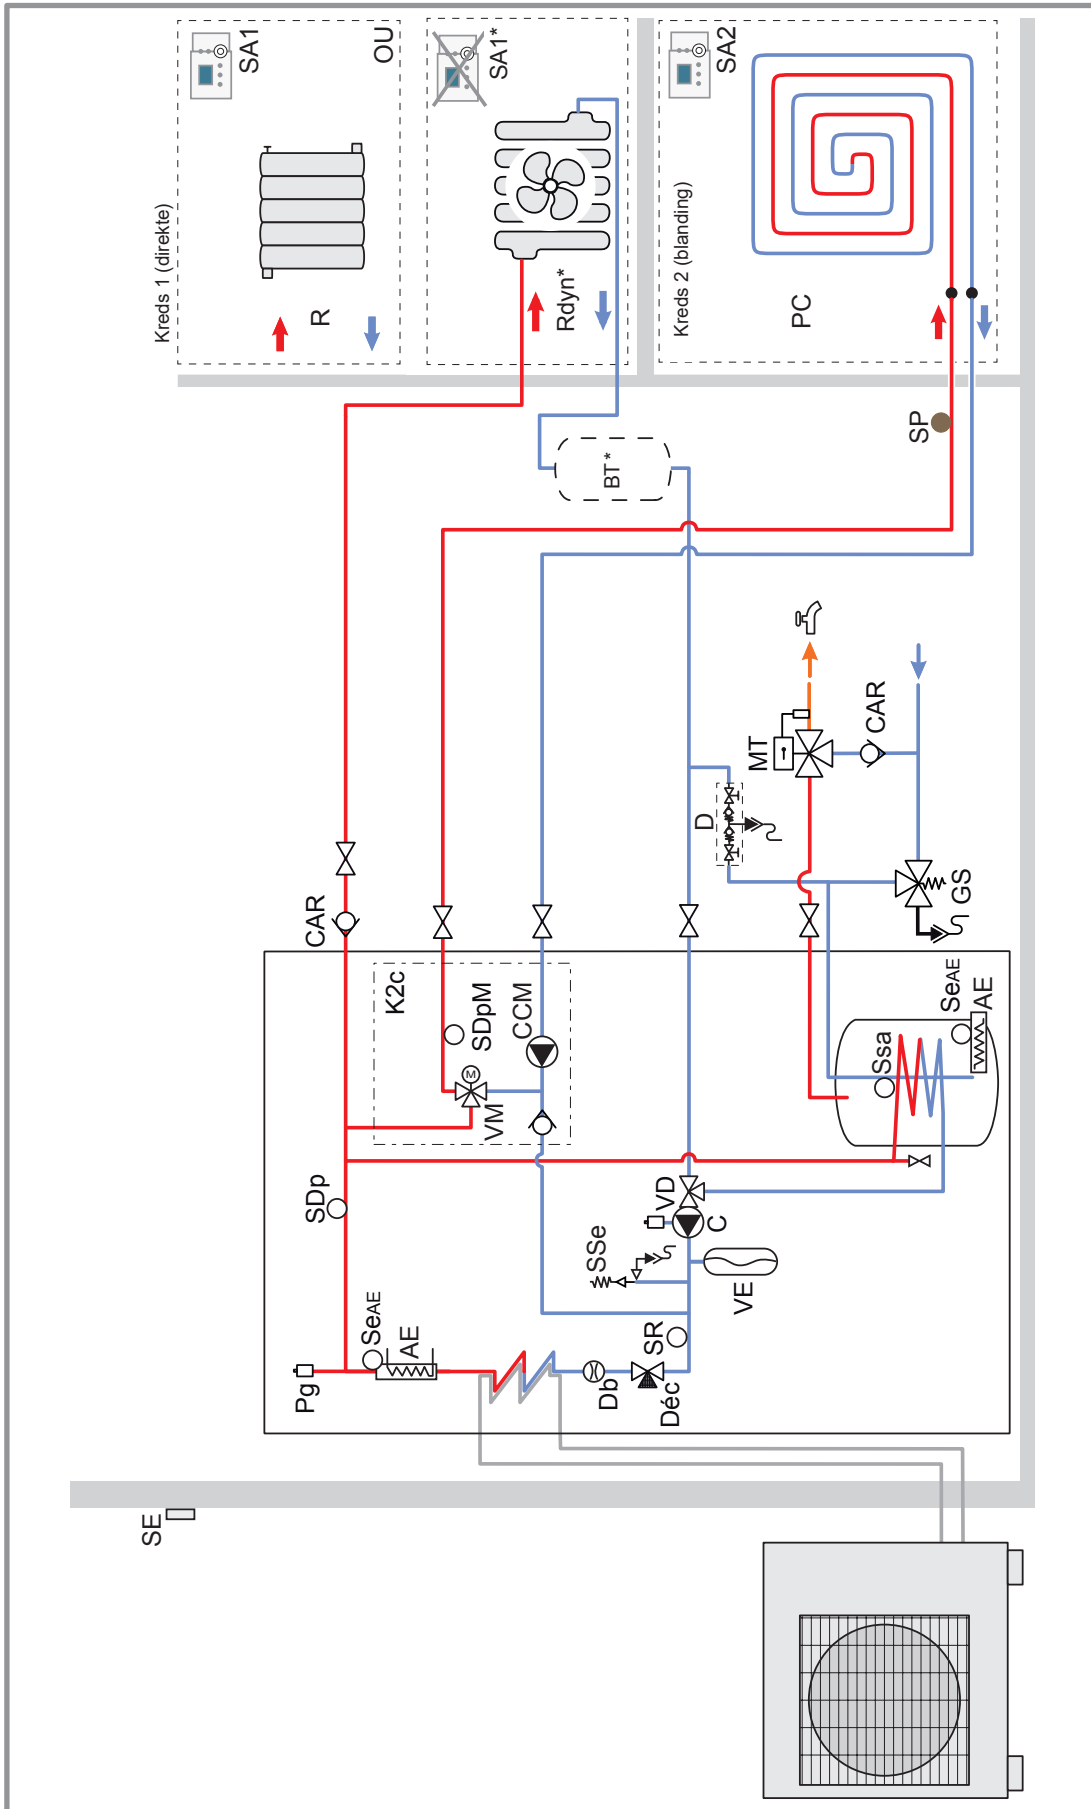 SA1
OU
SA1*
SA2
Kreds 1 (direkte)
R
Rdyn*
Kreds 2 (blanding)
PC
SP
BT*
MT
CAR
D
GS
CAR
K2c
SDpM
CCM
M
VM
SeAE
AE
Ssa
SDp
VD
C
SSe
VE
SeAE
AE
SR
Pg
Db
Déc
SE